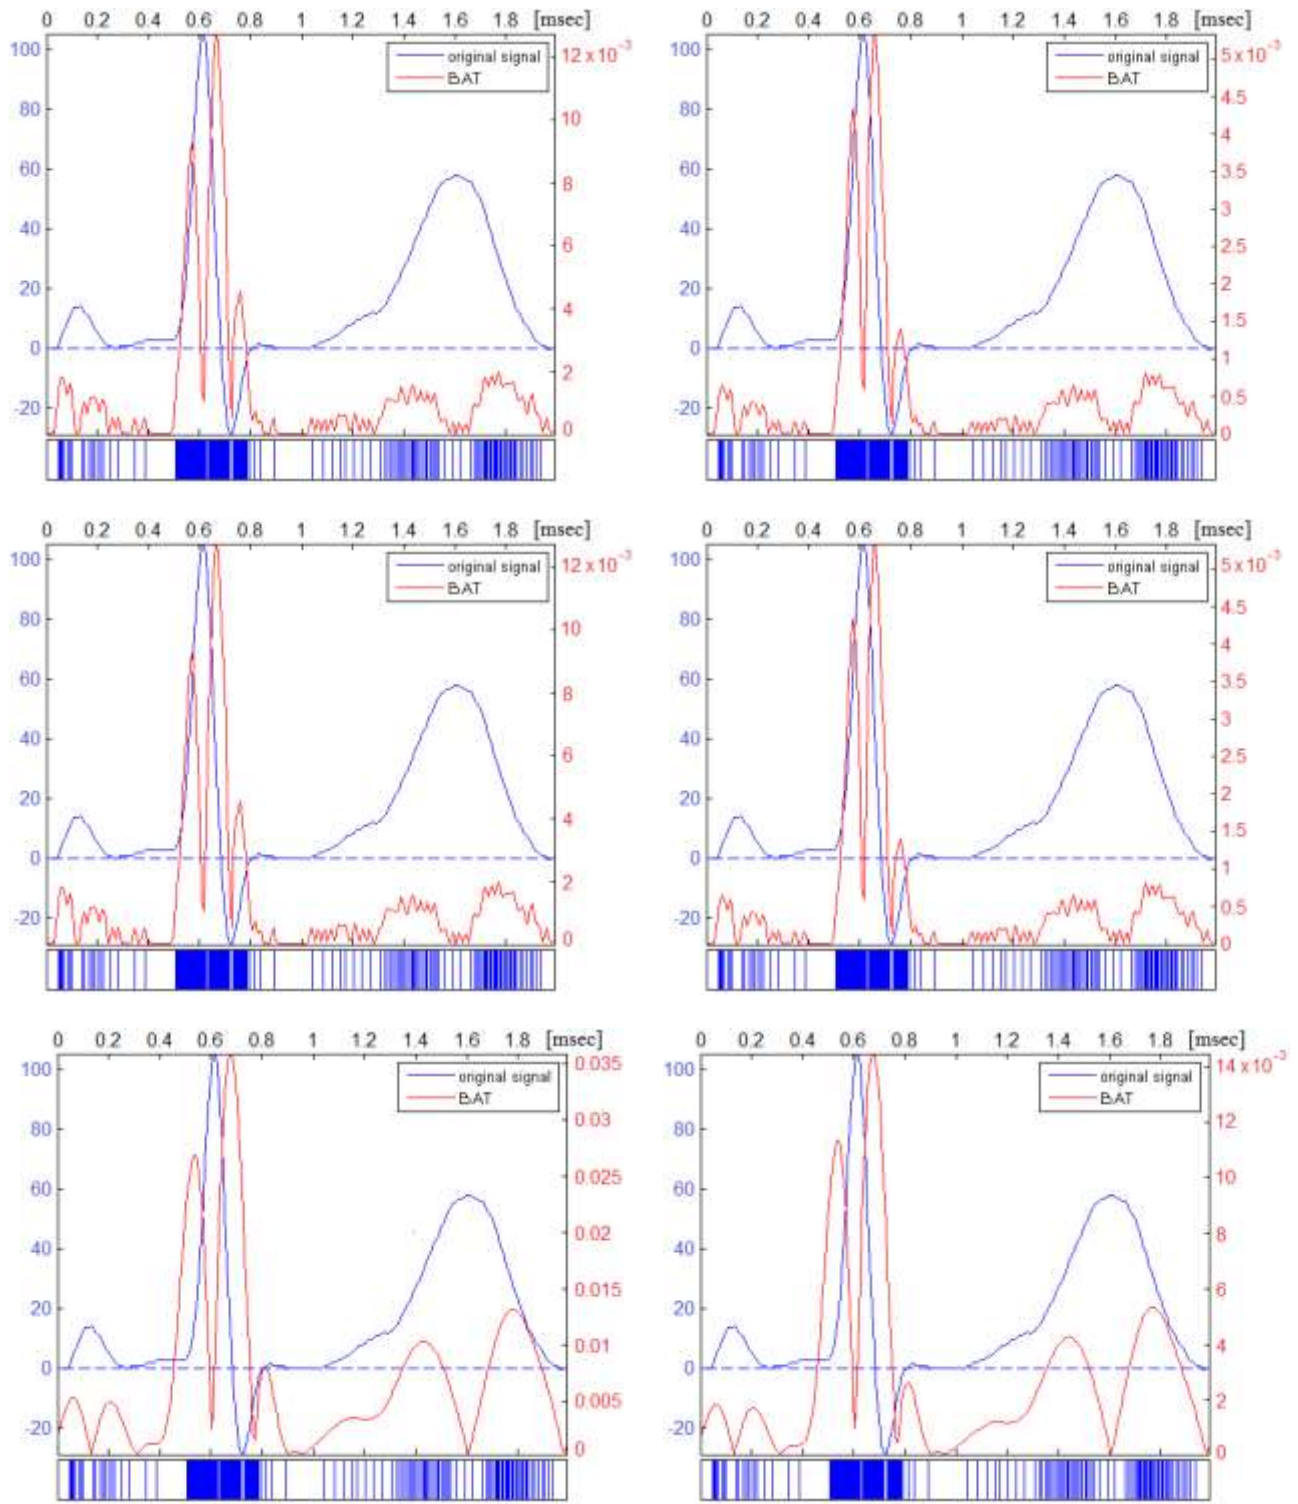 0 0.2 0.4 0.6 0.8 1 1.2 1.4 1.6 1.8 [msec]
100 80 60 40 20 0 -20
original signal
BAT
12 x10-3 10 8 6 4 2 0
0 0.2 0.4 0.6 0.8 1 1.2 1.4 1.6 1.8 [msec]
100 80 60 40 20 0 -20
original signal
BAT
5 x10-3 4.5 4 3.5 3 2.5 2 1.5 1 0.5 0
0 0.2 0.4 0.6 0.8 1 1.2 1.4 1.6 1.8 [msec]
100 80 60 40 20 0 -20
original signal
BAT
12 x10-3 10 8 6 4 2 0
0 0.2 0.4 0.6 0.8 1 1.2 1.4 1.6 1.8 [msec]
100 80 60 40 20 0 -20
original signal
BAT
5 x10-3 4.5 4 3.5 3 2.5 2 1.5 1 0.5 0
0 0.2 0.4 0.6 0.8 1 1.2 1.4 1.6 1.8 [msec]
100 80 60 40 20 0 -20
original signal
BAT
0.035 0.03 0.025 0.02 0.015 0.01 0.005 0
0 0.2 0.4 0.6 0.8 1 1.2 1.4 1.6 1.8 [msec]
100 80 60 40 20 0 -20
original signal
BAT
14 x10-3 12 10 8 6 4 2 0